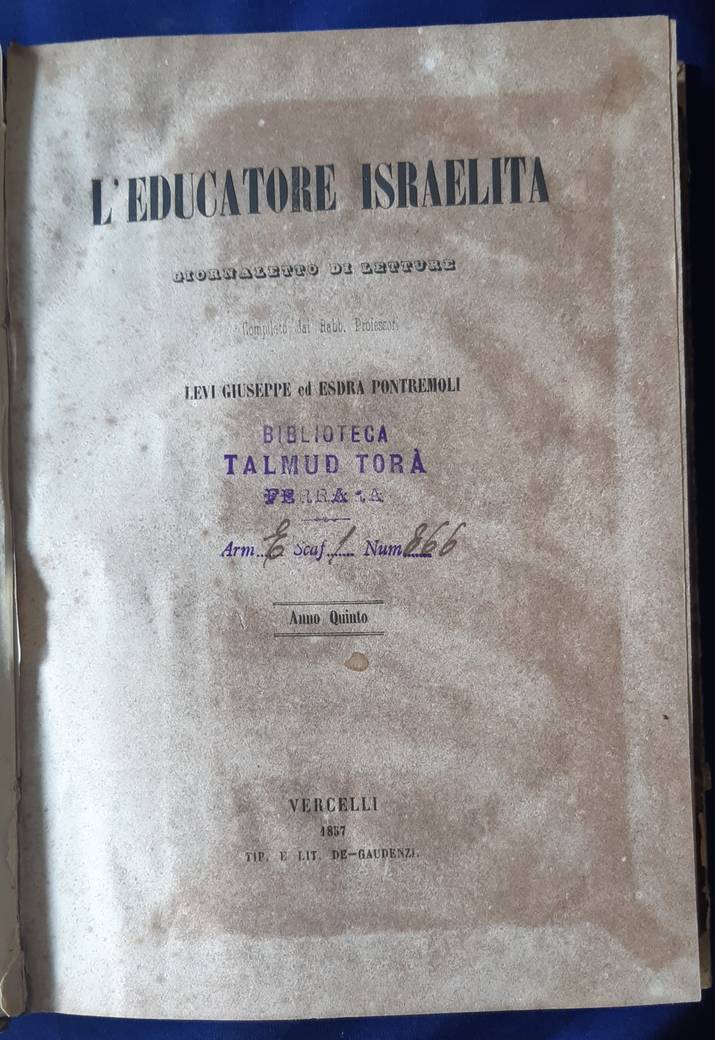 L'EDUCATORE ISRAELITA
GIORNALETTO DI LETTURE
Compilato dai Rabb. Professori
LEVI GIUSEPPE ed ESDRA PONTREMOLI
BIBLIOTECA
TALMUD TORÀ
FERRARA
Arm. E Scaf. 1 Num. 866
Anno Quinto
VERCELLI
1857
TIP. E LIT. DE-GAUDENZI.